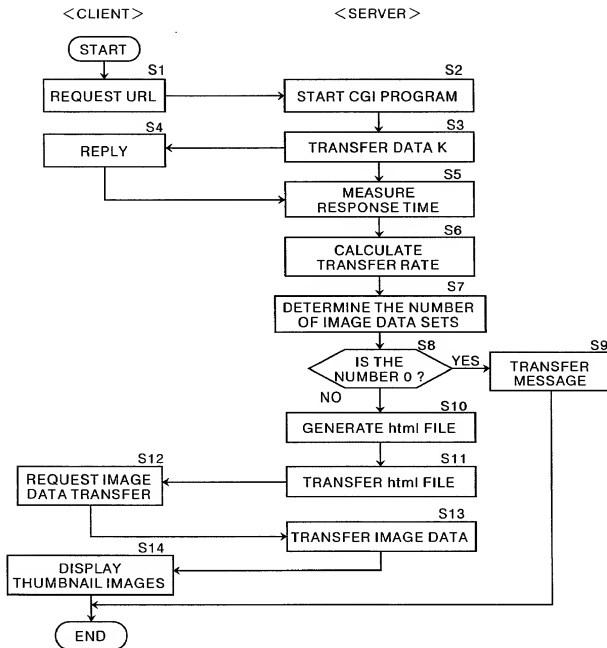 <CLIENT>
<SERVER>
START
S1
REQUEST URL
S2
START CGI PROGRAM
S3
TRANSFER DATA K
S4
REPLY
S5
MEASURE
RESPONSE TIME
S6
CALCULATE
TRANSFER RATE
S7
DETERMINE THE NUMBER
OF IMAGE DATA SETS
S8
IS THE
NUMBER 0 ?
YES
NO
S9
TRANSFER
MESSAGE
S10
GENERATE html FILE
S11
TRANSFER html FILE
S12
REQUEST IMAGE
DATA TRANSFER
S13
TRANSFER IMAGE DATA
S14
DISPLAY
THUMBNAIL IMAGES
END